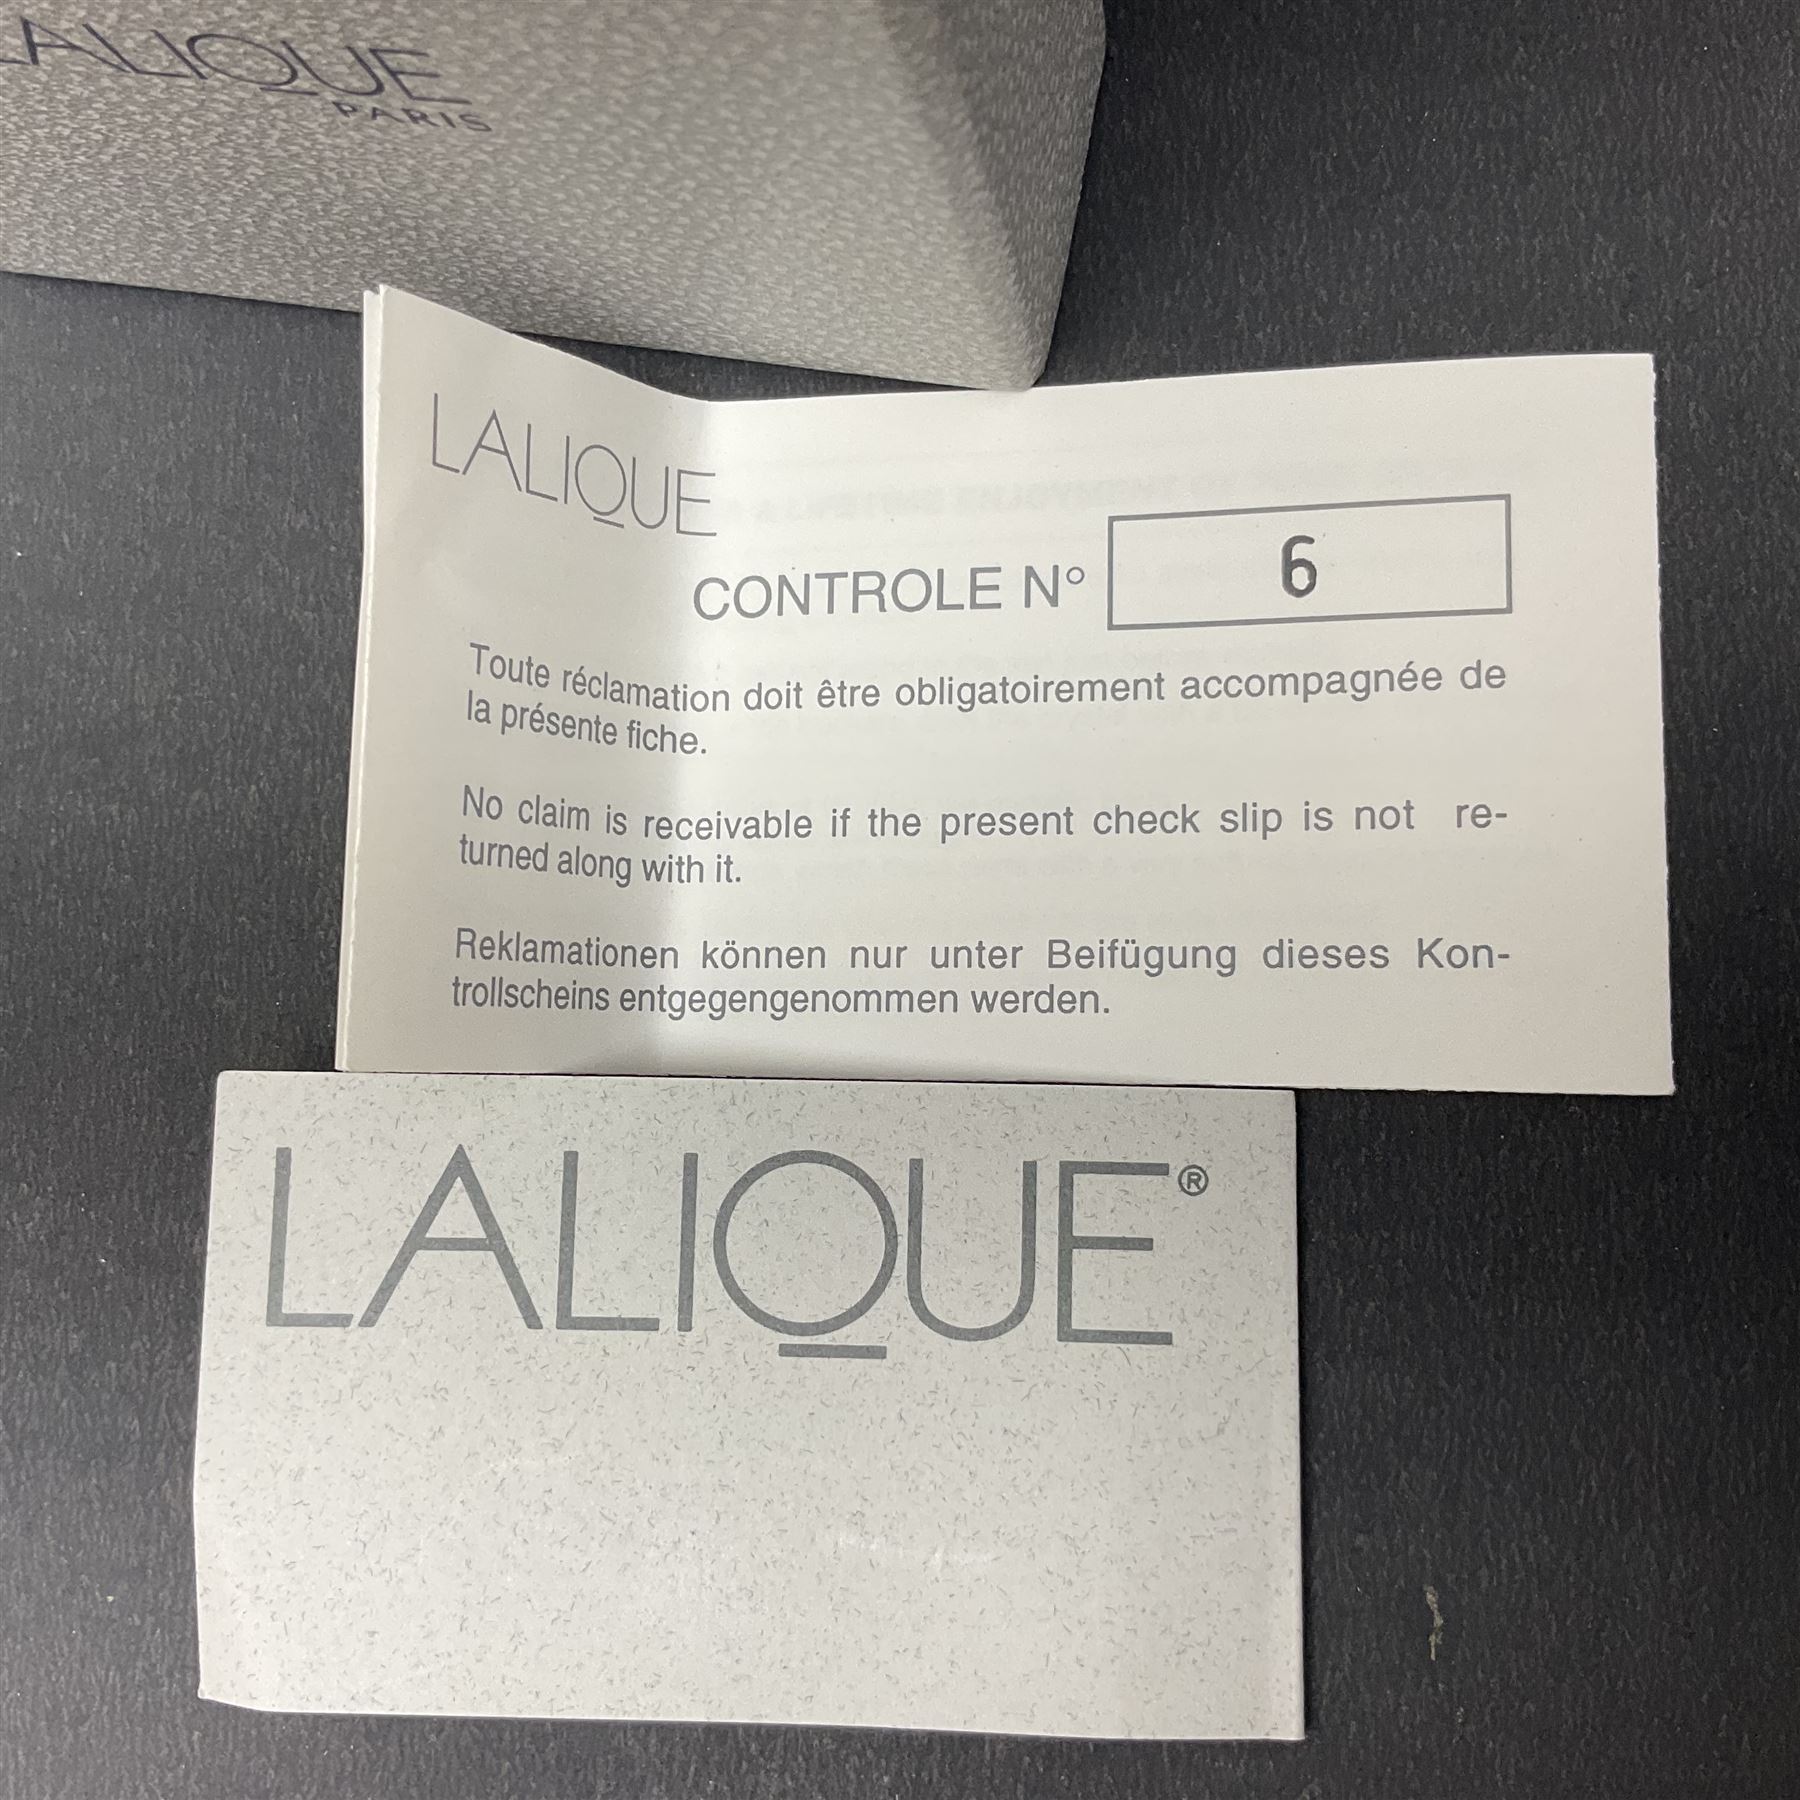 LALIQUE
PARIS
LALIQUE
CONTROLE N° 6
Toute réclamation doit être obligatoirement accompagnée de
la présente fiche.
No claim is receivable if the present check slip is not re-
turned along with it.
Reklamationen können nur unter Beifügung dieses Kon-
trollscheins entgegengenommen werden.
LALIQUE®